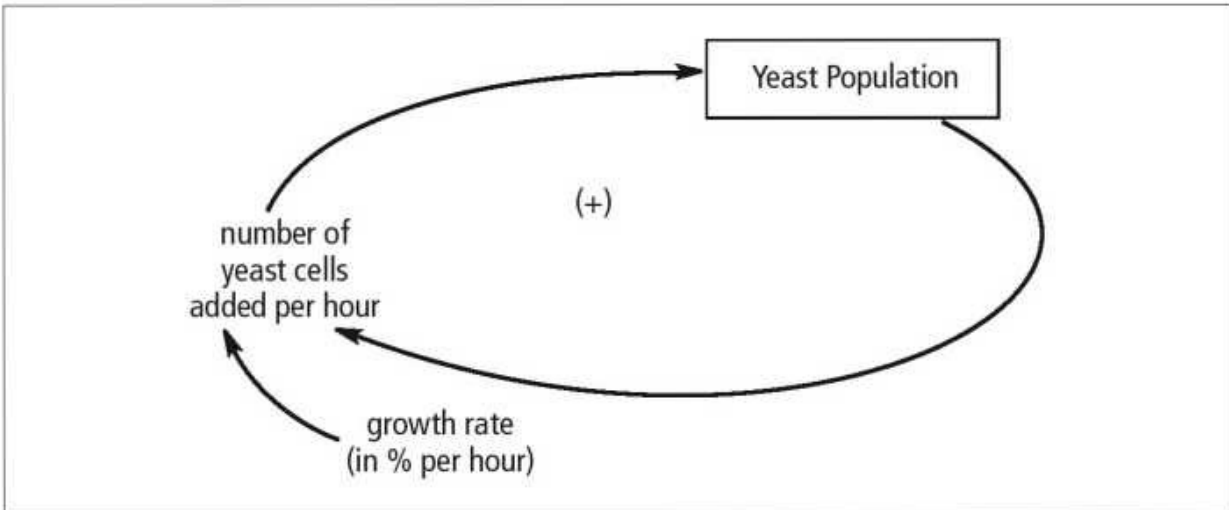 Yeast Population
(+)
number of
yeast cells
added per hour
growth rate
(in % per hour)